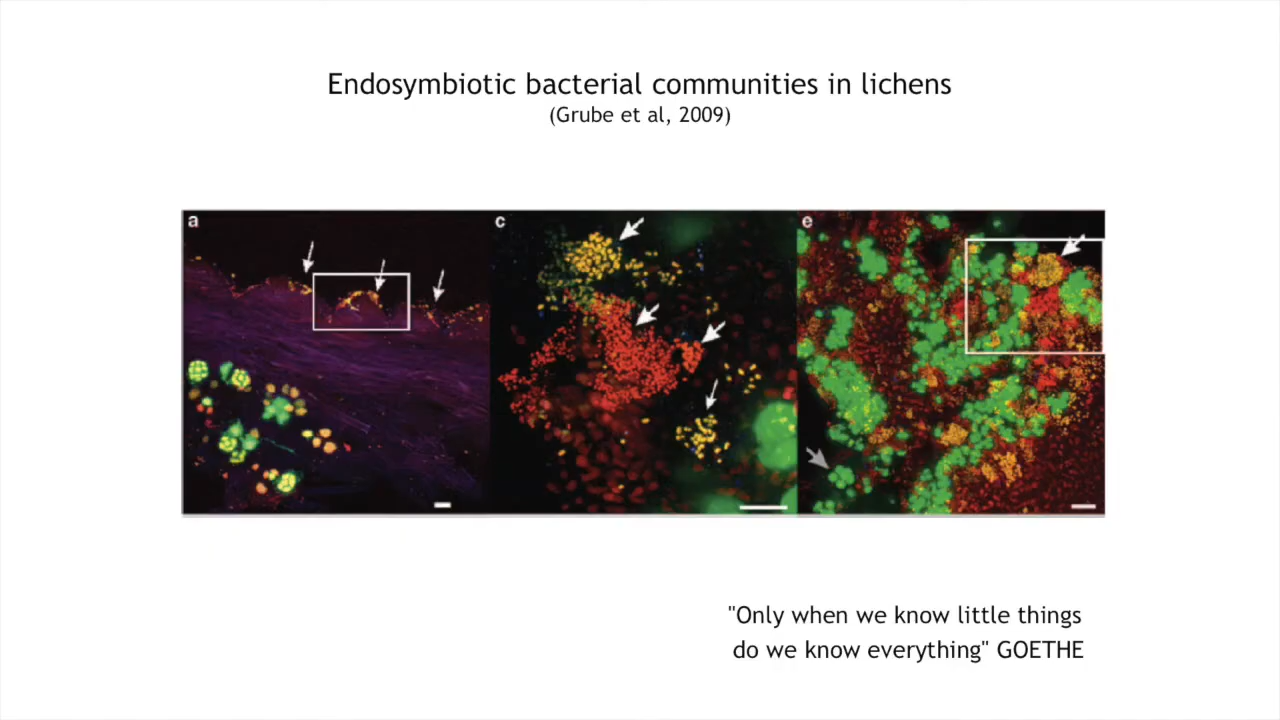 Endosymbiotic bacterial communities in lichens
(Grube et al, 2009)
a
c
e
"Only when we know little things
do we know everything" GOETHE